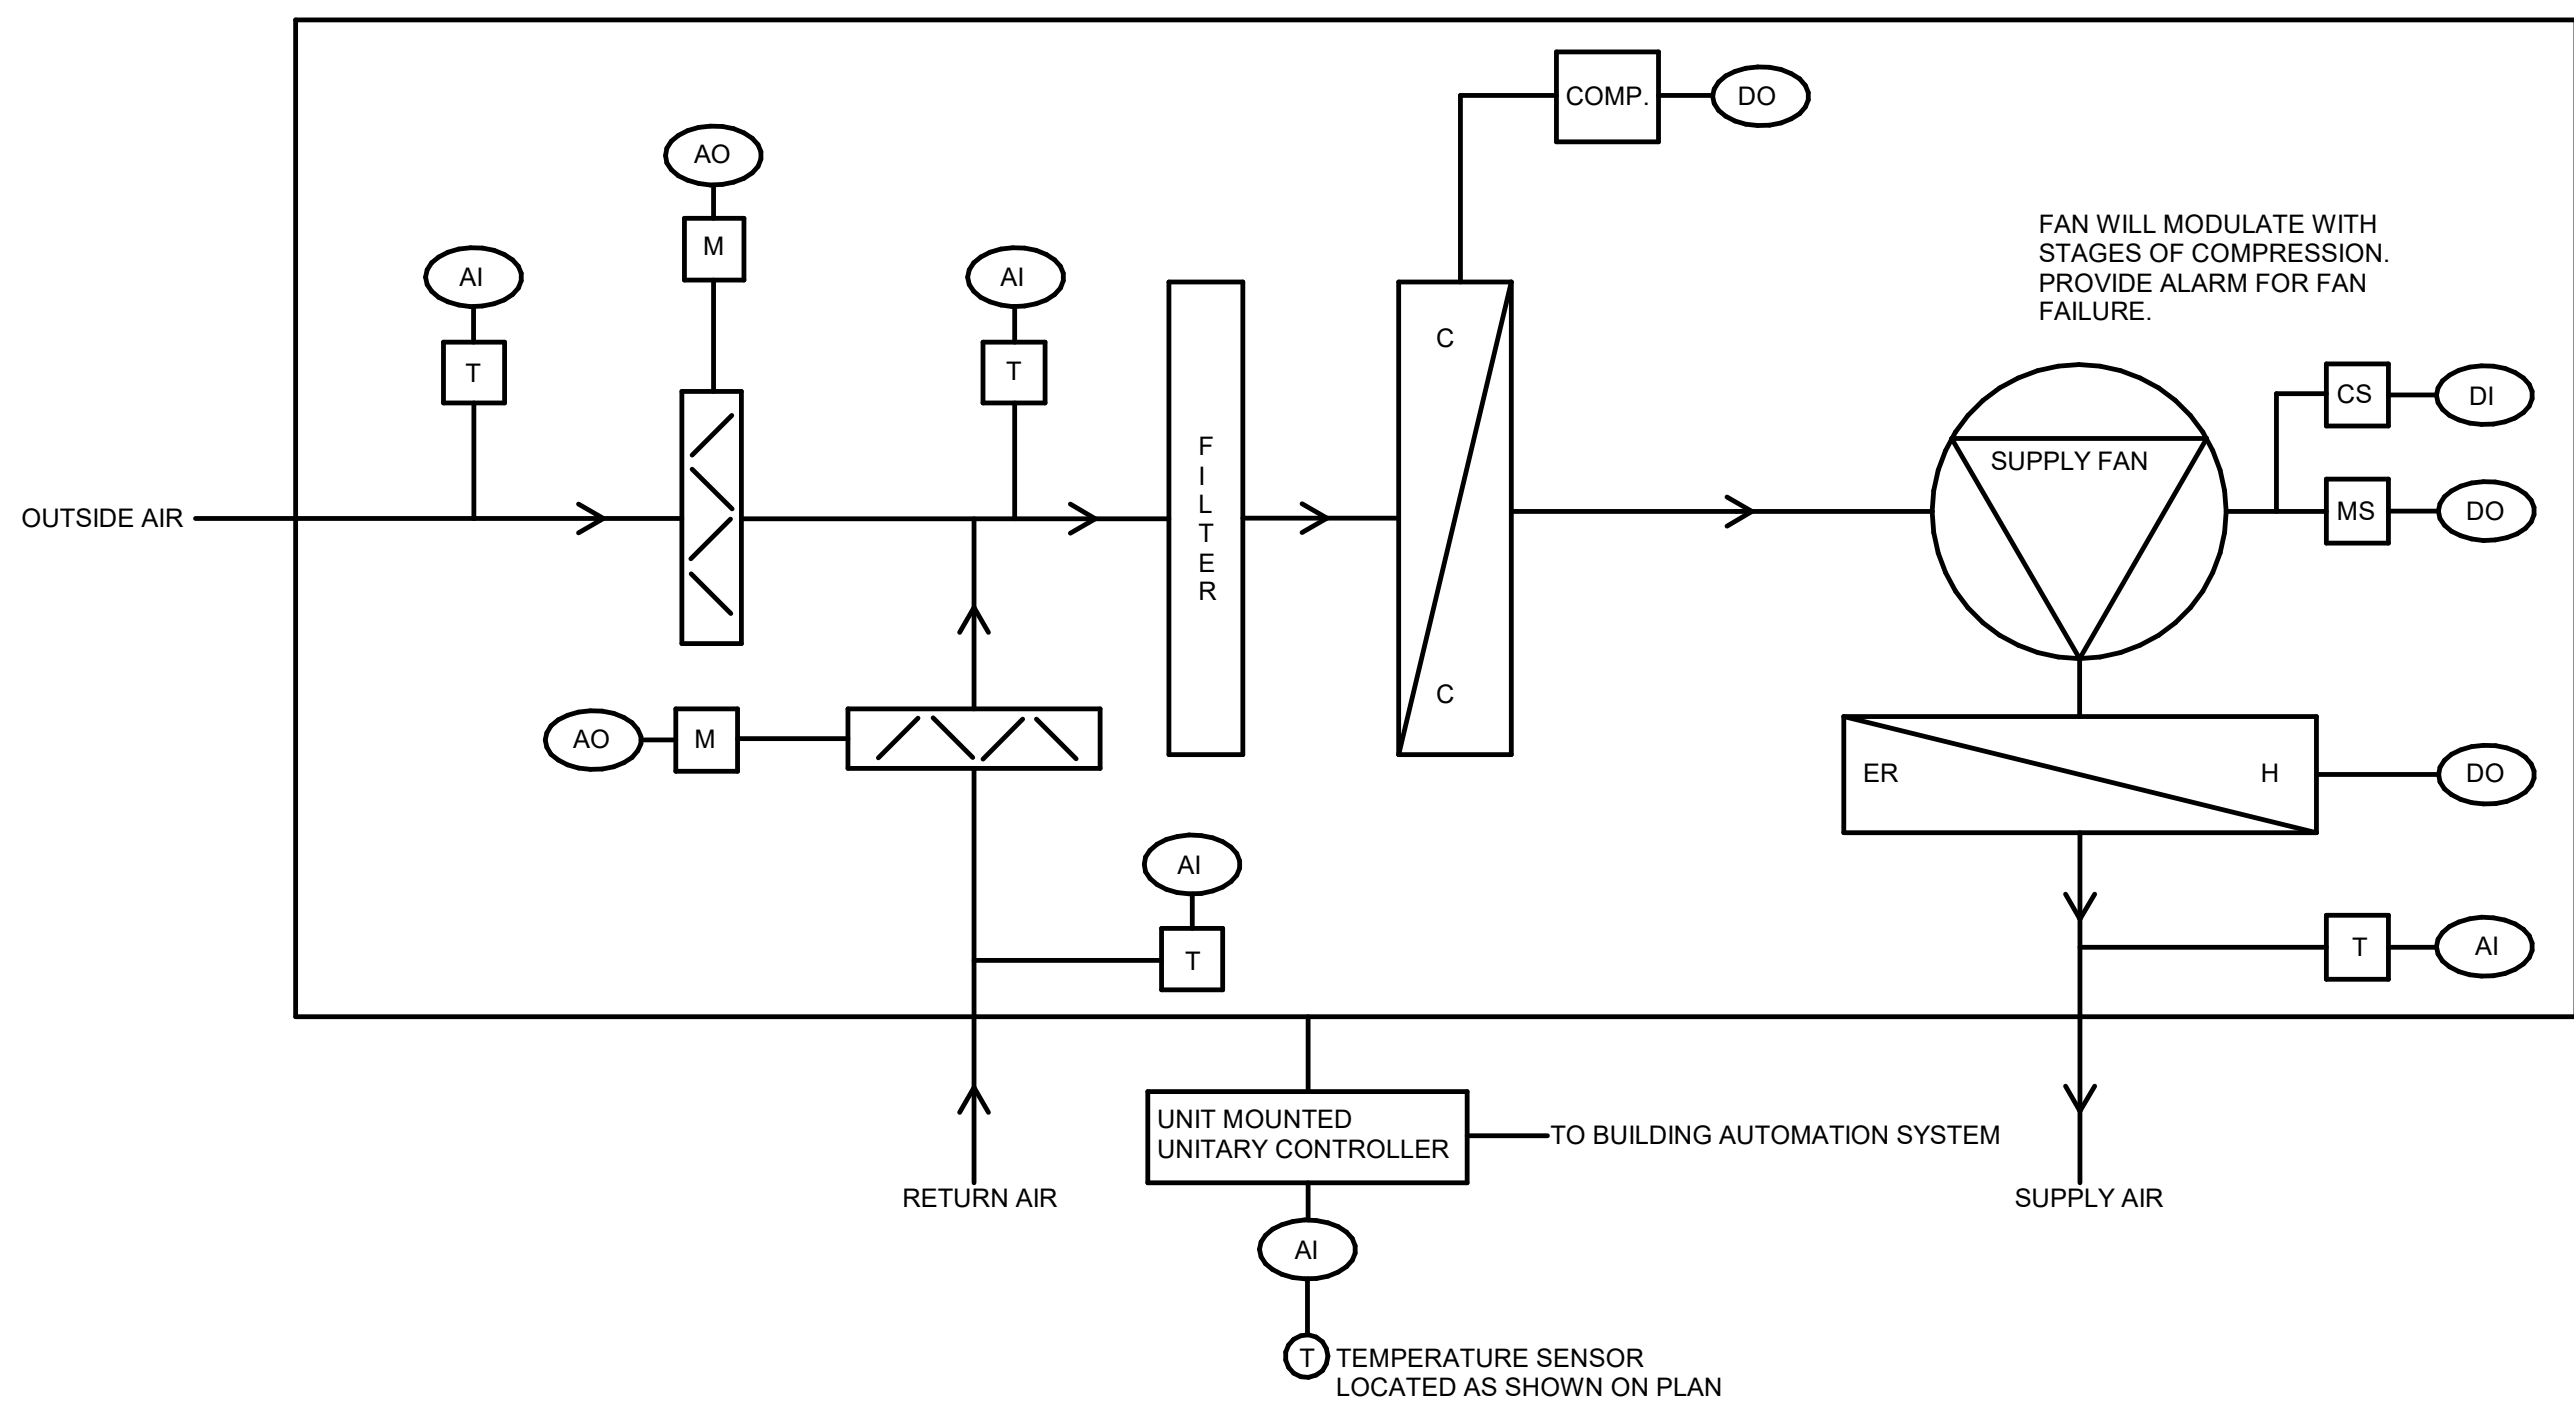 COMP.
DO
AO
M
FAN WILL MODULATE WITH
STAGES OF COMPRESSION.
PROVIDE ALARM FOR FAN
FAILURE.
AI
AI
T
T
C
CS
DI
FILTER
SUPPLY FAN
OUTSIDE AIR
MS
DO
C
AO
M
ER
H
DO
AI
T
T
AI
UNIT MOUNTED
UNITARY CONTROLLER
TO BUILDING AUTOMATION SYSTEM
RETURN AIR
SUPPLY AIR
AI
T
TEMPERATURE SENSOR
LOCATED AS SHOWN ON PLAN